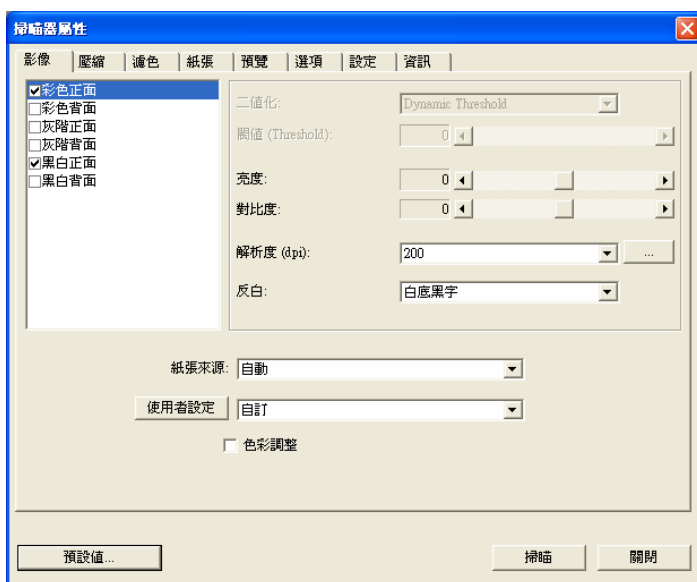 掃瞄器屬性
影像 壓縮 濾色 紙張 預覽 選項 設定 資訊
彩色正面
彩色背面
灰階正面
灰階背面
黑白正面
黑白背面
二值化: Dynamic Threshold
閥值 (Threshold): 0
亮度: 0
對比度: 0
解析度 (dpi): 200 ...
反白: 白底黑字
紙張來源: 自動
使用者設定 自訂
色彩調整
預設值... 掃瞄 關閉